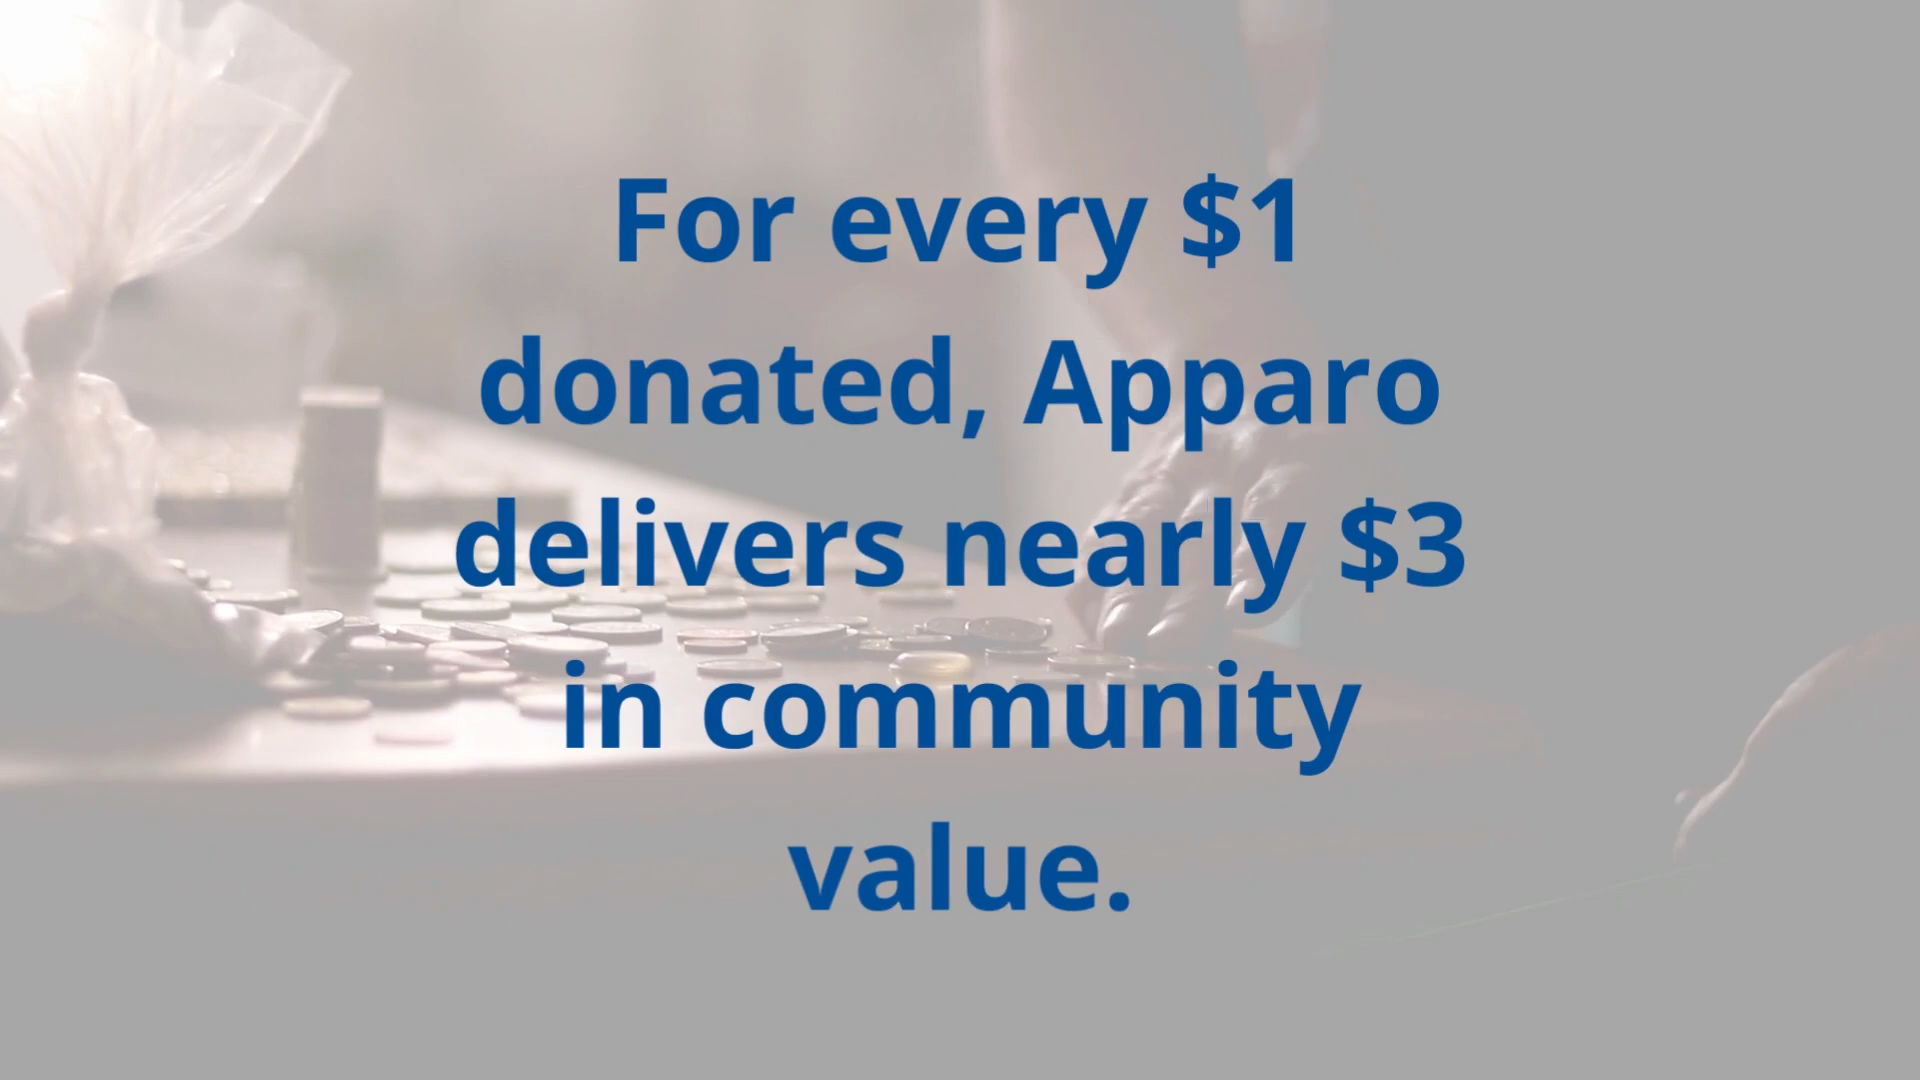 For every $1
donated, Apparo
delivers nearly $3
in community
value.